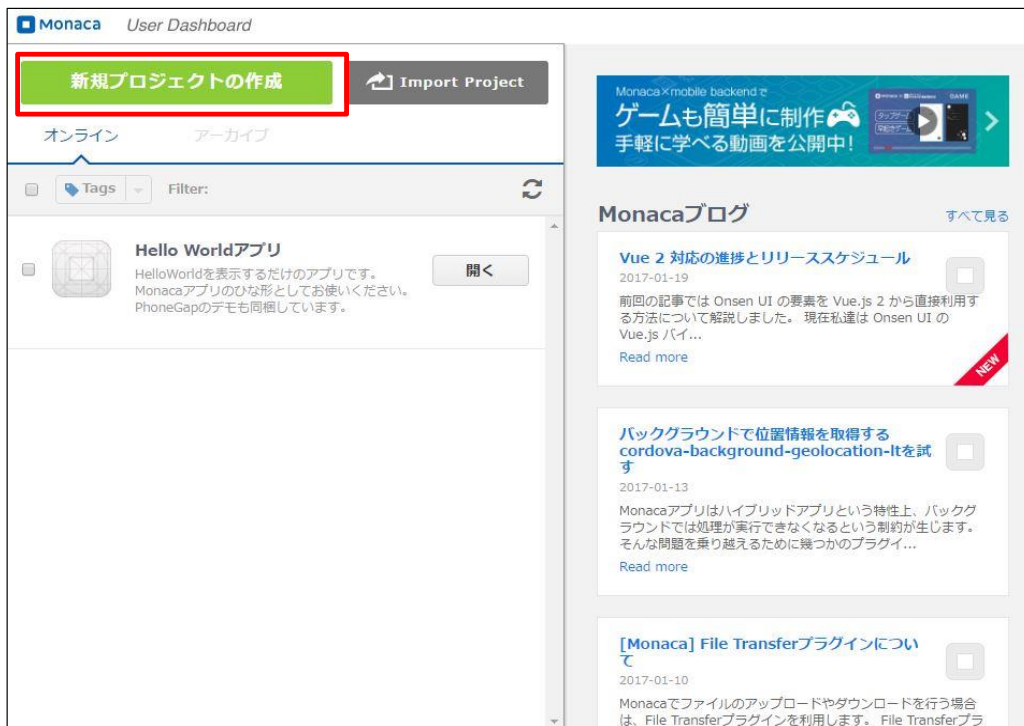 Monaca User Dashboard
新規プロジェクトの作成
Import Project
オンライン
アーカイブ
Tags
Filter:
Hello Worldアプリ
HelloWorldを表示するだけのアプリです。
Monacaアプリのひな形としてお使いください。
PhoneGapのデモも同梱しています。
開く
Monaca×mobile backendで
ゲームも簡単に制作
手軽に学べる動画を公開中!
GAME
Monacaブログ
すべて見る
Vue 2 対応の進捗とリリーススケジュール
2017-01-19
前回の記事では Onsen UI の要素を Vue.js 2 から直接利用す
る方法について解説しました。 現在私達は Onsen UI の
Vue.js バイ...
Read more
NEW
バックグラウンドで位置情報を取得する
cordova-background-geolocation-ltを試
す
2017-01-13
Monacaアプリはハイブリッドアプリという特性上、バックグ
ラウンドでは処理が実行できなくなるという制約が生じます。
そんな問題を乗り越えるために幾つかのプラグイ...
Read more
[Monaca] File Transferプラグインについ
て
2017-01-10
Monacaでファイルのアップロードやダウンロードを行う場合
は、File Transferプラグインを利用します。 File Transferプラ